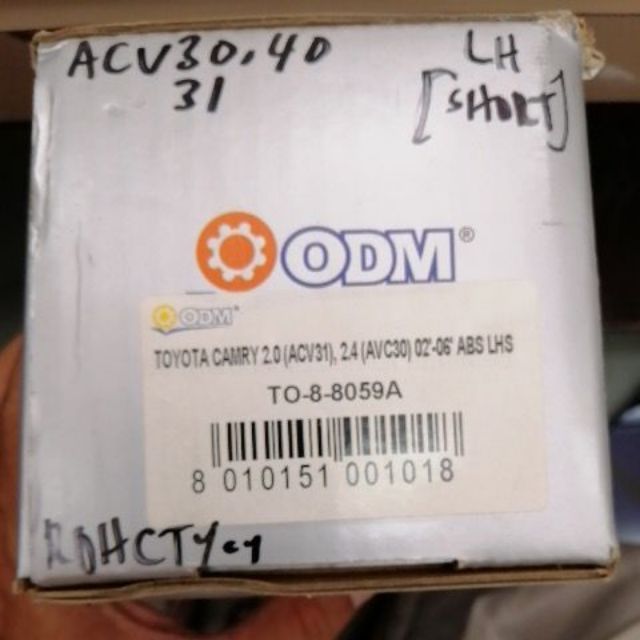 ACV30.40
31
LH
[SHORT]
ODM®
ODM
TOYOTA CAMRY 2.0 (ACV31), 2.4 (AVC30) 02'-06' ABS LHS
TO-8-8059A
8 010151 001018